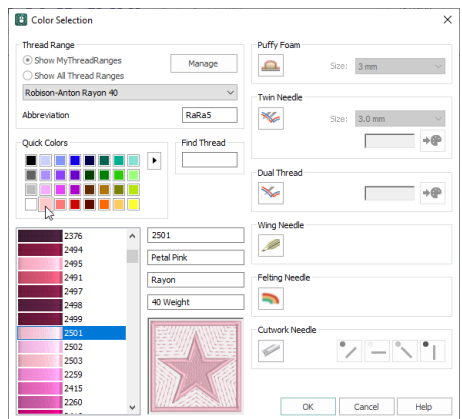 Color Selection
Thread Range
Show MyThreadRanges
Manage
Show All Thread Ranges
Robison-Anton Rayon 40
Abbreviation
RaRa5
Quick Colors
Find Thread
2376
2494
2495
2491
2497
2498
2499
2501
2502
2503
2259
2415
2260
2501
Petal Pink
Rayon
40 Weight
Puffy Foam
Size:
3 mm
Twin Needle
Size:
3.0 mm
Dual Thread
Wing Needle
Felting Needle
Cutwork Needle
OK
Cancel
Help